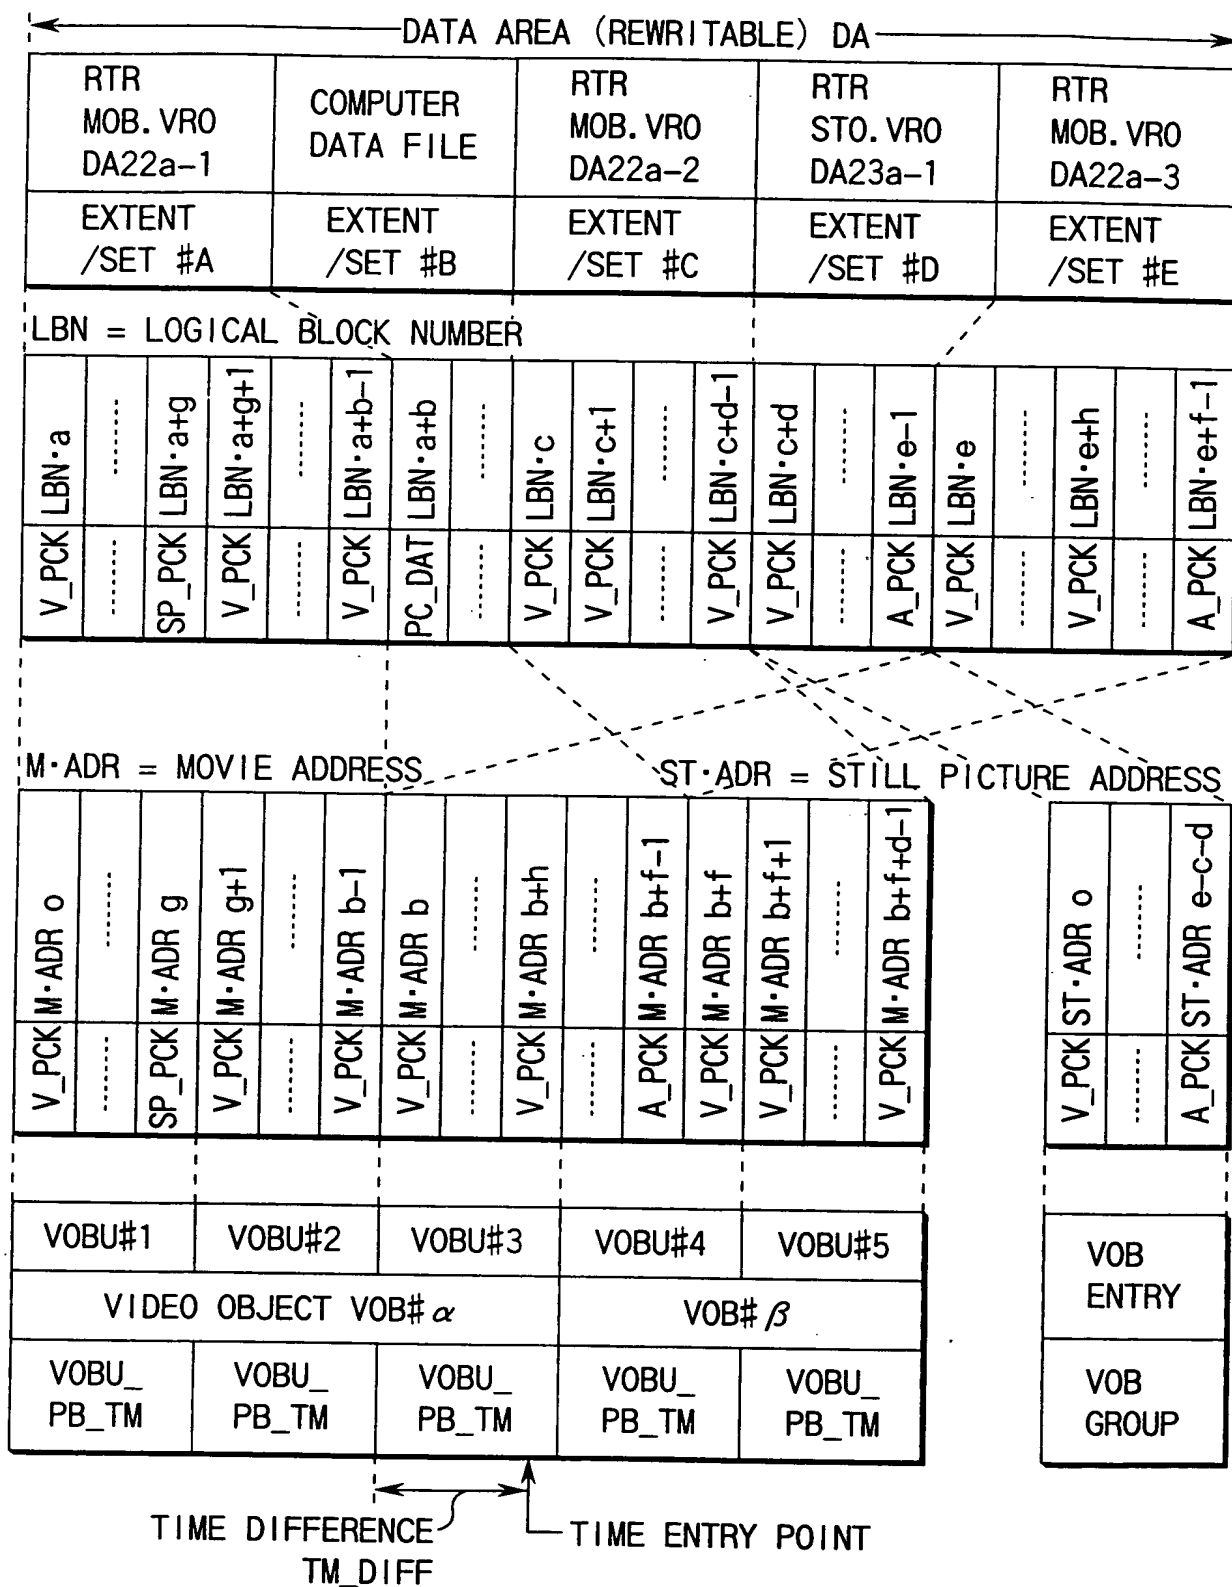 DATA AREA (REWRITABLE) DA
RTR
MOB.VRO
DA22a-1
COMPUTER
DATA FILE
RTR
MOB.VRO
DA22a-2
RTR
STO.VRO
DA23a-1
RTR
MOB.VRO
DA22a-3
EXTENT
/SET #A
EXTENT
/SET #B
EXTENT
/SET #C
EXTENT
/SET #D
EXTENT
/SET #E
LBN = LOGICAL BLOCK NUMBER
V_PCK LBN·a
SP_PCK LBN·a+g
V_PCK LBN·a+g+1
V_PCK LBN·a+b-1
PC_DAT LBN·a+b
V_PCK LBN·c
V_PCK LBN·c+1
V_PCK LBN·c+d-1
V_PCK LBN·c+d
A_PCK LBN·e-1
V_PCK LBN·e
V_PCK LBN·e+h
A_PCK LBN·e+f-1
M·ADR = MOVIE ADDRESS
ST·ADR = STILL PICTURE ADDRESS
V_PCK M·ADR o
SP_PCK M·ADR g
V_PCK M·ADR g+1
V_PCK M·ADR b-1
V_PCK M·ADR b
V_PCK M·ADR b+h
A_PCK M·ADR b+f-1
V_PCK M·ADR b+f
V_PCK M·ADR b+f+1
V_PCK M·ADR b+f+d-1
V_PCK ST·ADR o
A_PCK ST·ADR e-c-d
VOBU#1
VOBU#2
VOBU#3
VOBU#4
VOBU#5
VIDEO OBJECT VOB#α
VOB#β
VOBU_
PB_TM
VOBU_
PB_TM
VOBU_
PB_TM
VOBU_
PB_TM
VOBU_
PB_TM
VOB
ENTRY
VOB
GROUP
TIME DIFFERENCE
TM_DIFF
TIME ENTRY POINT